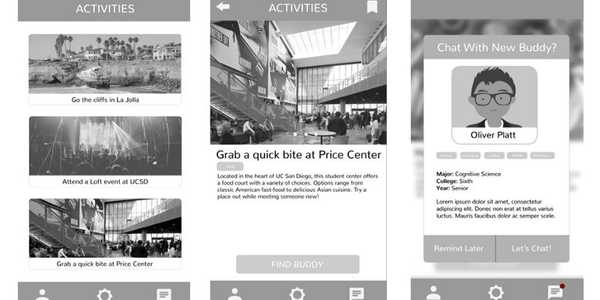 ACTIVITIES
Go the cliffs in La Jolla
Attend a Loft event at UCSD
Grab a quick bite at Price Center
ACTIVITIES
Grab a quick bite at Price Center
Located in the heart of UC San Diego, this student center offers
a food court with a variety of choices. Options range from
classic American fast-food to delicious Asian cuisine. Try a
place out while meeting someone new!
FIND BUDDY
Chat With New Buddy?
Oliver Platt
Major: Cognitive Science
College: Sixth
Year: Senior
Lorem ipsum dolor sit amet, consectetur
adipiscing elit. Donec non erat at tellus varius
luctus. Mauris faucibus dolor ac semper scele.
Remind Later
Let's Chat!